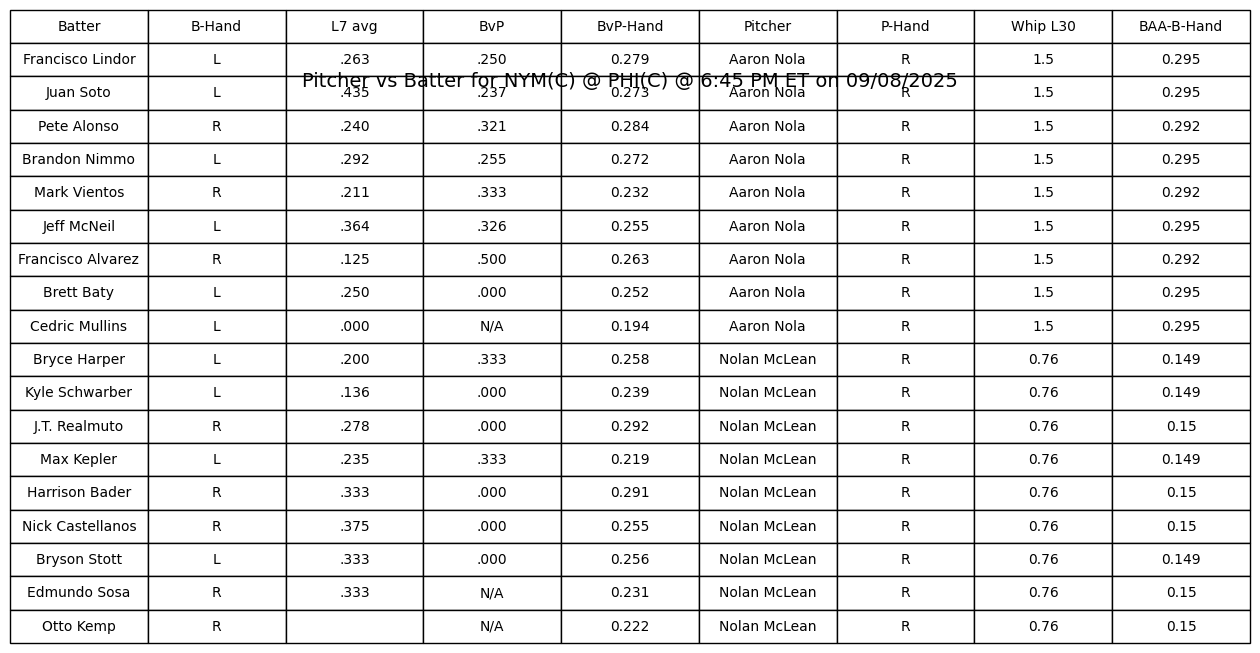 Batter B-Hand L7 avg BvP BvP-Hand Pitcher P-Hand Whip L30 BAA-B-Hand
Francisco Lindor L .263 .250 0.279 Aaron Nola R 1.5 0.295
Pitcher vs Batter for NYM(C) @ PHI(C) @ 6:45 PM ET on 09/08/2025
Juan Soto L .435 .237 0.273 Aaron Nola R 1.5 0.295
Pete Alonso R .240 .321 0.284 Aaron Nola R 1.5 0.292
Brandon Nimmo L .292 .255 0.272 Aaron Nola R 1.5 0.295
Mark Vientos R .211 .333 0.232 Aaron Nola R 1.5 0.292
Jeff McNeil L .364 .326 0.255 Aaron Nola R 1.5 0.295
Francisco Alvarez R .125 .500 0.263 Aaron Nola R 1.5 0.292
Brett Baty L .250 .000 0.252 Aaron Nola R 1.5 0.295
Cedric Mullins L .000 N/A 0.194 Aaron Nola R 1.5 0.295
Bryce Harper L .200 .333 0.258 Nolan McLean R 0.76 0.149
Kyle Schwarber L .136 .000 0.239 Nolan McLean R 0.76 0.149
J.T. Realmuto R .278 .000 0.292 Nolan McLean R 0.76 0.15
Max Kepler L .235 .333 0.219 Nolan McLean R 0.76 0.149
Harrison Bader R .333 .000 0.291 Nolan McLean R 0.76 0.15
Nick Castellanos R .375 .000 0.255 Nolan McLean R 0.76 0.15
Bryson Stott L .333 .000 0.256 Nolan McLean R 0.76 0.149
Edmundo Sosa R .333 N/A 0.231 Nolan McLean R 0.76 0.15
Otto Kemp R N/A 0.222 Nolan McLean R 0.76 0.15